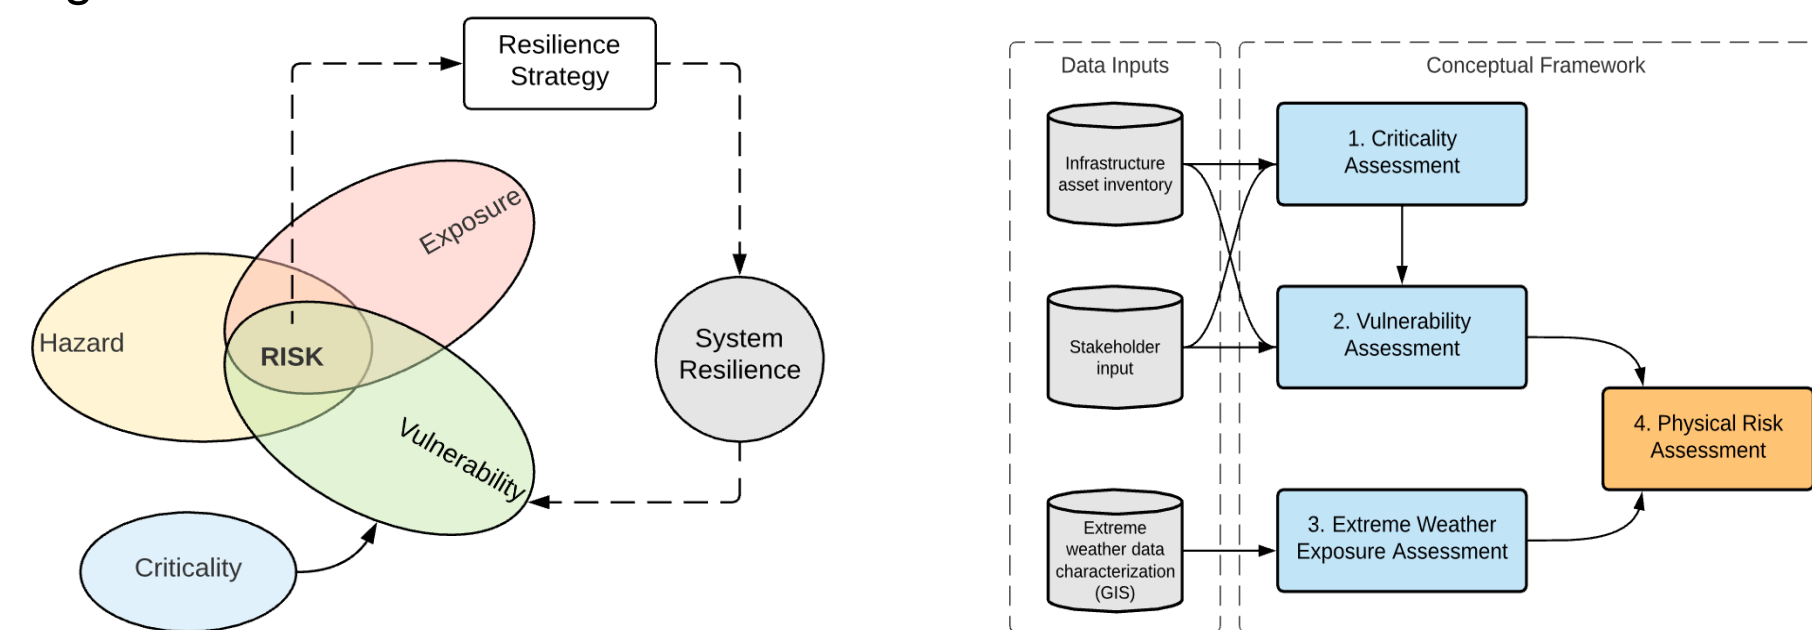 Resilience
Strategy
Exposure
Hazard
RISK
System
Resilience
Vulnerability
Criticality
Data Inputs
Conceptual Framework
Infrastructure
asset inventory
1. Criticality
Assessment
Stakeholder
input
2. Vulnerability
Assessment
4. Physical Risk
Assessment
Extreme
weather data
characterization
(GIS)
3. Extreme Weather
Exposure Assessment